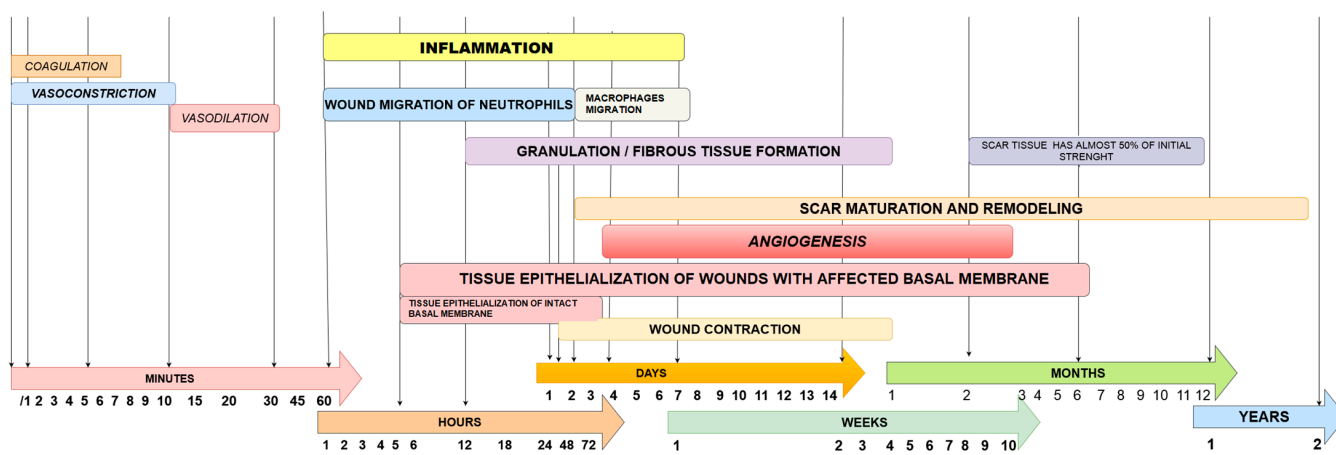 INFLAMMATION
COAGULATION
VASOCONSTRICTION
WOUND MIGRATION OF NEUTROPHILS
MACROPHAGES
MIGRATION
VASODILATION
GRANULATION / FIBROUS TISSUE FORMATION
SCAR TISSUE HAS ALMOST 50% OF INITIAL
STRENGHT
SCAR MATURATION AND REMODELING
ANGIOGENESIS
TISSUE EPITHELIALIZATION OF WOUNDS WITH AFFECTED BASAL MEMBRANE
TISSUE EPITHELIALIZATION OF INTACT
BASAL MEMBRANE
WOUND CONTRACTION
MINUTES
/1 2 3 4 5 6 7 8 9 10 15 20 30 45 60
DAYS
1 2 3 4 5 6 7 8 9 10 11 12 13 14
MONTHS
1 2 3 4 5 6 7 8 9 10 11 12
HOURS
1 2 3 4 5 6 12 18 24 48 72
WEEKS
1 2 3 4 5 6 7 8 9 10
YEARS
1 2